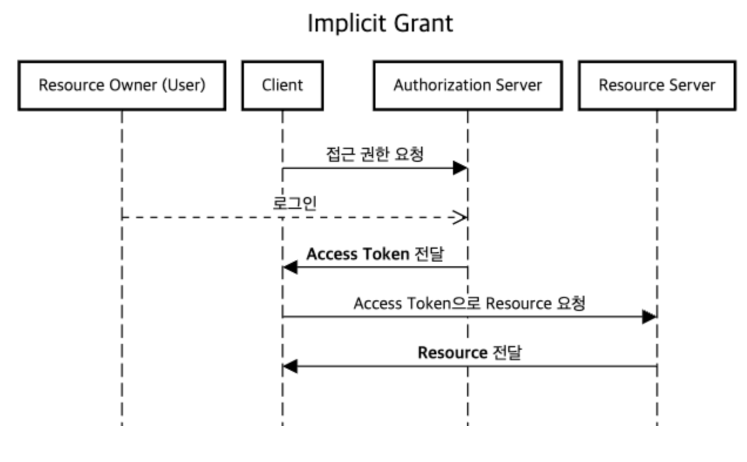 Implicit Grant
Resource Owner (User)
Client
Authorization Server
Resource Server
접근 권한 요청
로그인
Access Token 전달
Access Token으로 Resource 요청
Resource 전달